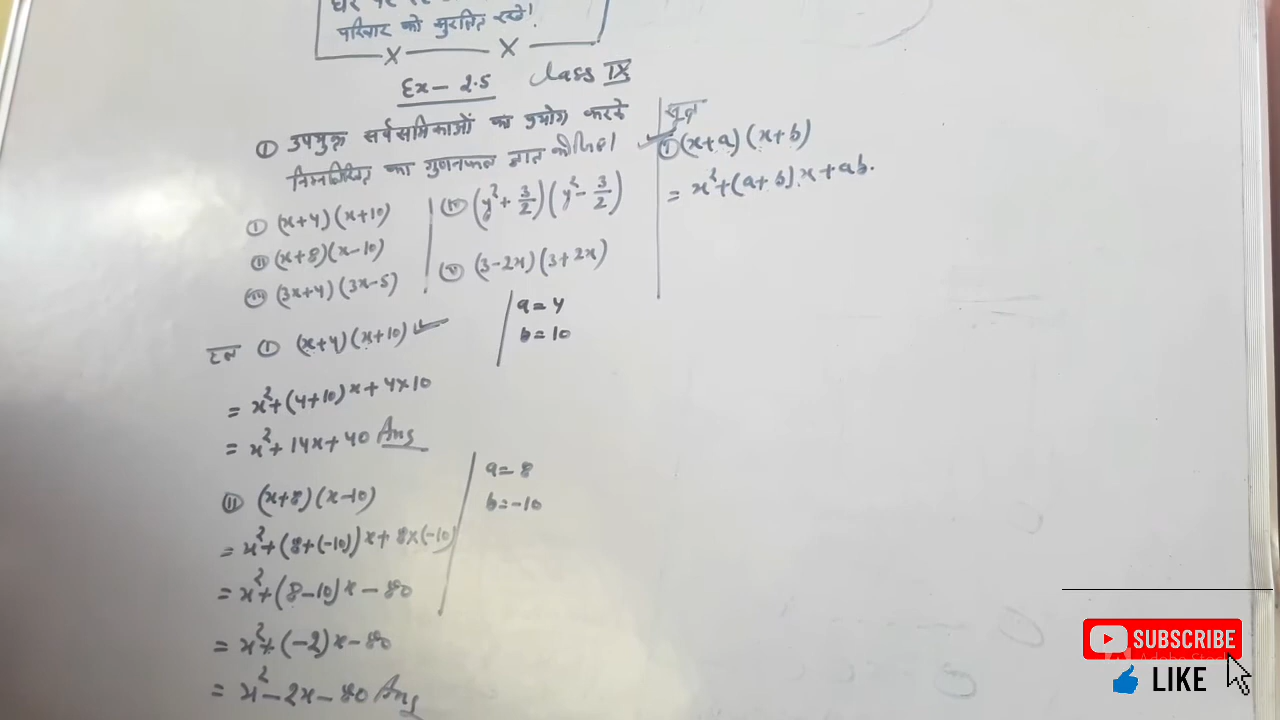 घर पर
परिवार को सुरक्षित रखें!
Ex - 2.5 Class IX
① उपयुक्त सर्वसमिकाओं का प्रयोग करके
निम्नलिखित का गुणनफल ज्ञात कीजिए।
(i) (x+4)(x+10)
(ii) (x+8)(x-10)
(iii) (3x+4)(3x-5)
(iv) (y²+3/2)(y²-3/2)
(v) (3-2x)(3+2x)
सूत्र
① (x+a)(x+b)
= x²+(a+b)x+ab.
हल (i) (x+4)(x+10)
a=4
b=10
= x²+(4+10)x+4×10
= x²+14x+40 Ans
(ii) (x+8)(x-10)
a=8
b=-10
= x²+(8+(-10))x+8×(-10)
= x²+(8-10)x-80
= x²+(-2)x-80
= x²-2x-80 Ans
SUBSCRIBE
LIKE